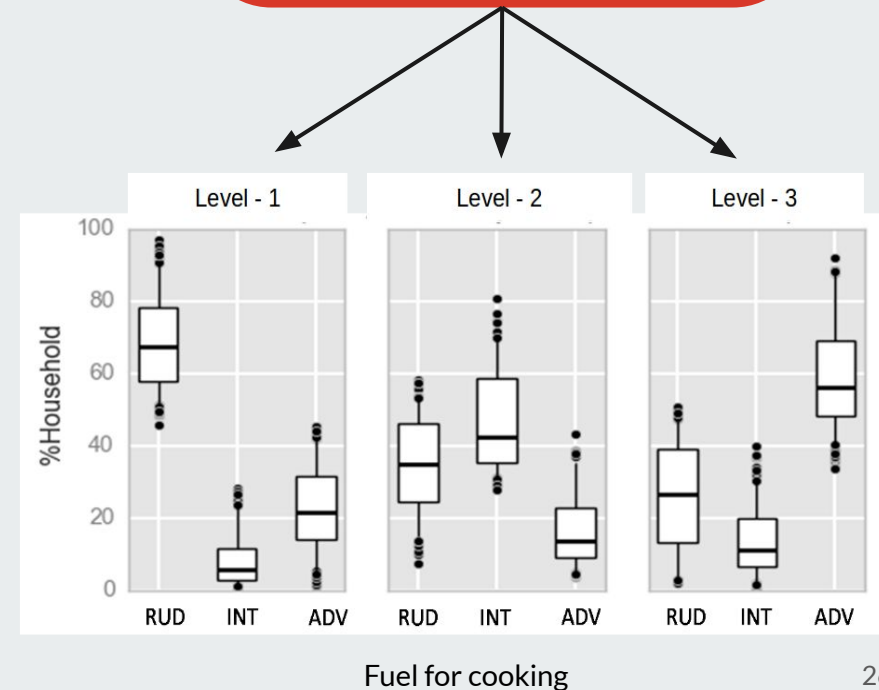 Level - 1
Level - 2
Level - 3
100
80
60
40
20
0
%Household
RUD INT ADV
RUD INT ADV
RUD INT ADV
Fuel for cooking